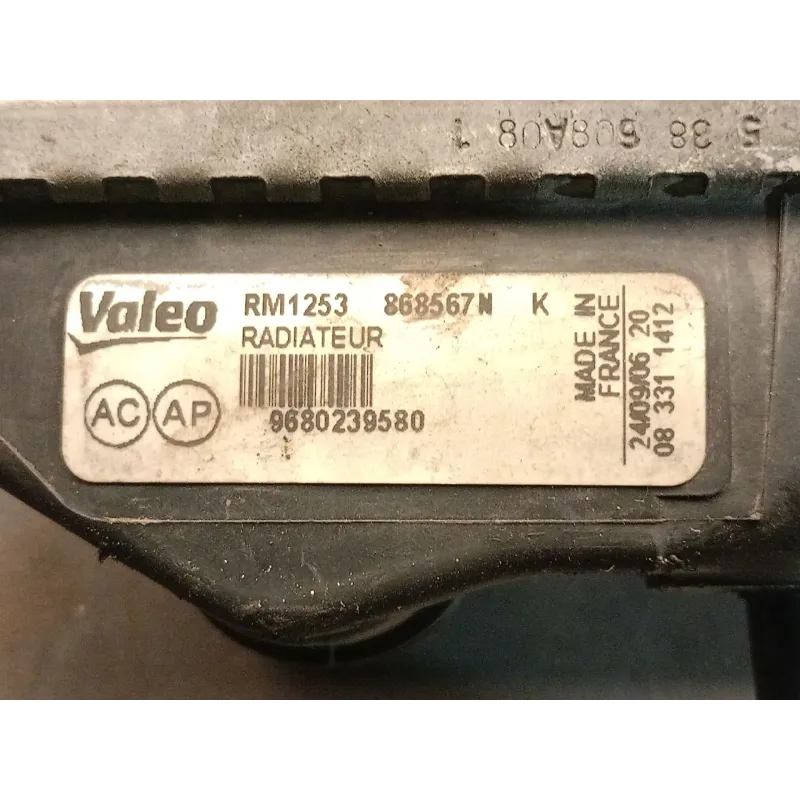 5 38 608A08 1
Valeo
RM1253 868567N K
RADIATEUR
AC AP
9680239580
MADE IN
FRANCE
24/09/06 20
08 331 1412